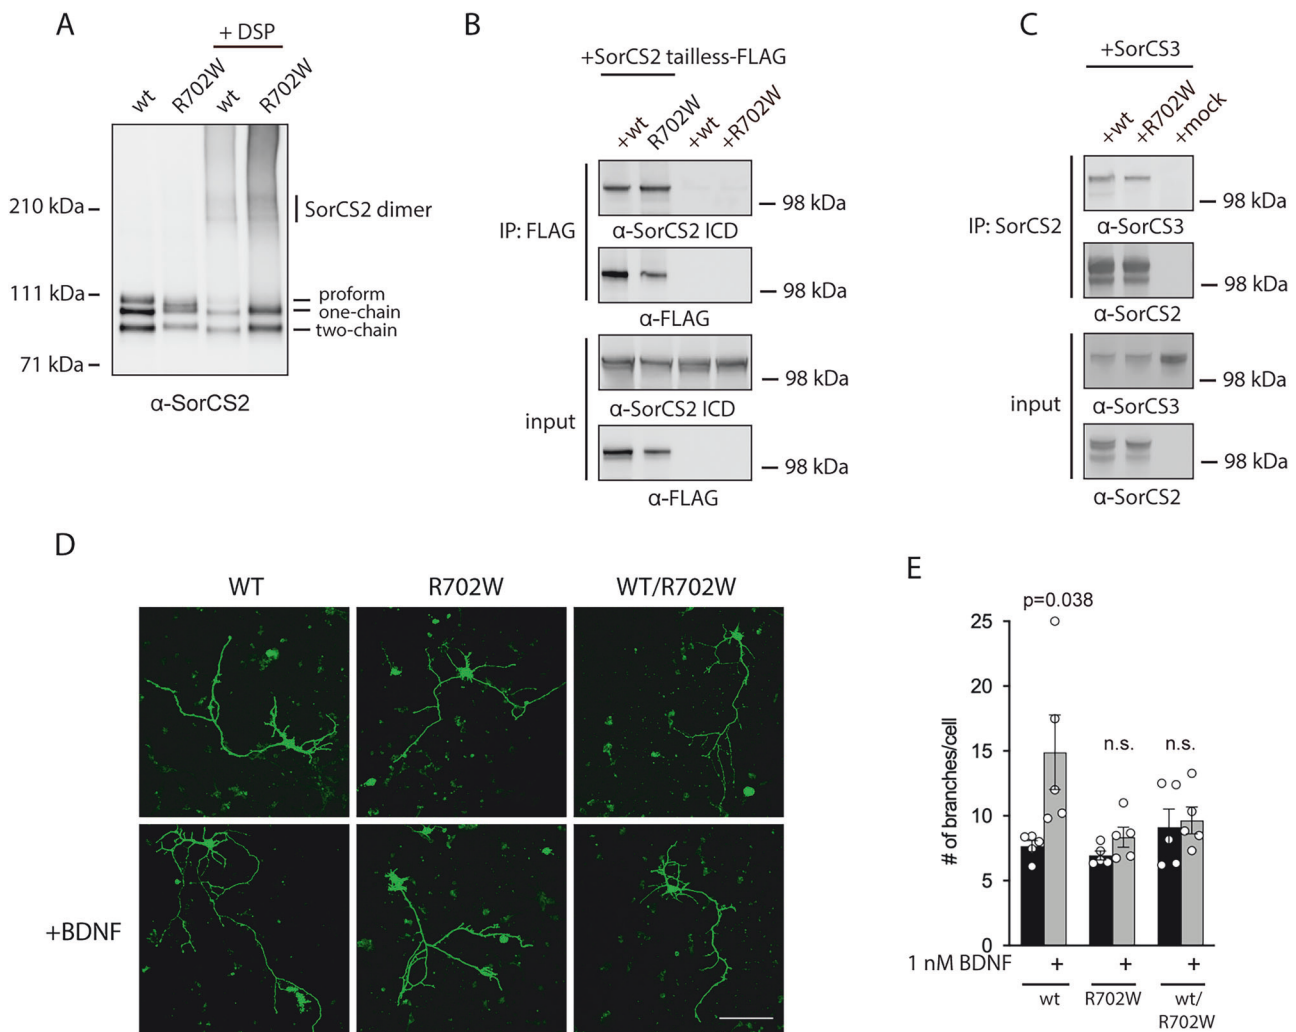 A
+ DSP
wt
R702W
wt
R702W
210 kDa
SorCS2 dimer
111 kDa
proform
one-chain
two-chain
71 kDa
α-SorCS2
B
+SorCS2 tailless-FLAG
+wt
R702W
+wt
+R702W
98 kDa
IP: FLAG
α-SorCS2 ICD
98 kDa
α-FLAG
98 kDa
α-SorCS2 ICD
input
98 kDa
α-FLAG
C
+SorCS3
+wt
+R702W
+mock
98 kDa
IP: SorCS2
α-SorCS3
98 kDa
α-SorCS2
98 kDa
input
α-SorCS3
98 kDa
α-SorCS2
D
WT
R702W
WT/R702W
+BDNF
E
p=0.038
# of branches/cell
25
20
15
10
5
0
n.s.
n.s.
1 nM BDNF
+
+
+
wt
R702W
wt/
R702W